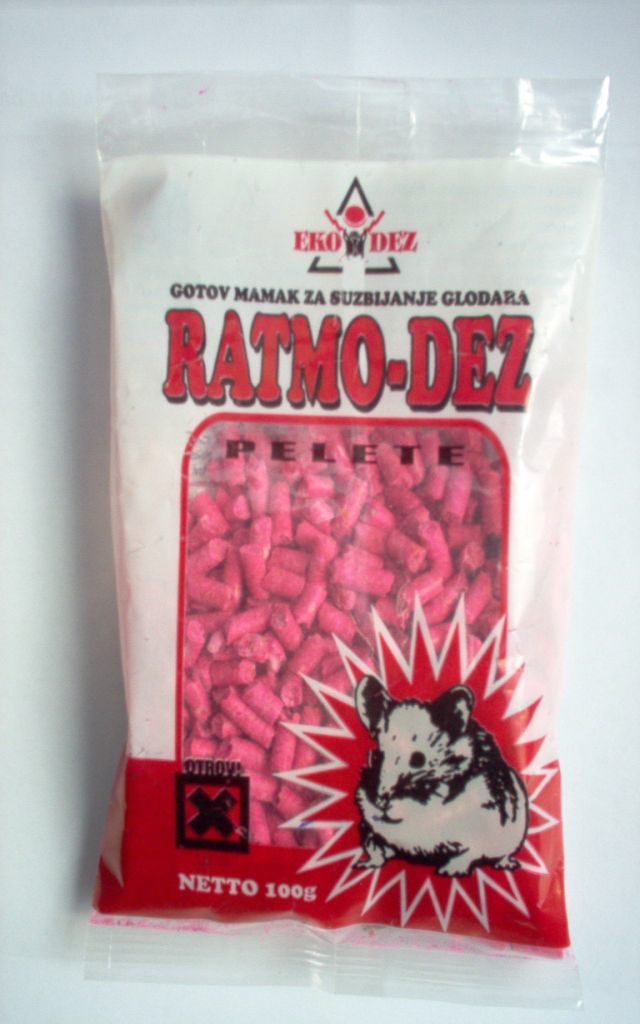 EKO DEZ
GOTOV MAMAK ZA SUZBIJANJE GLODARA
RATMO-DEZ
PELETE
OTROV!
NETTO 100g